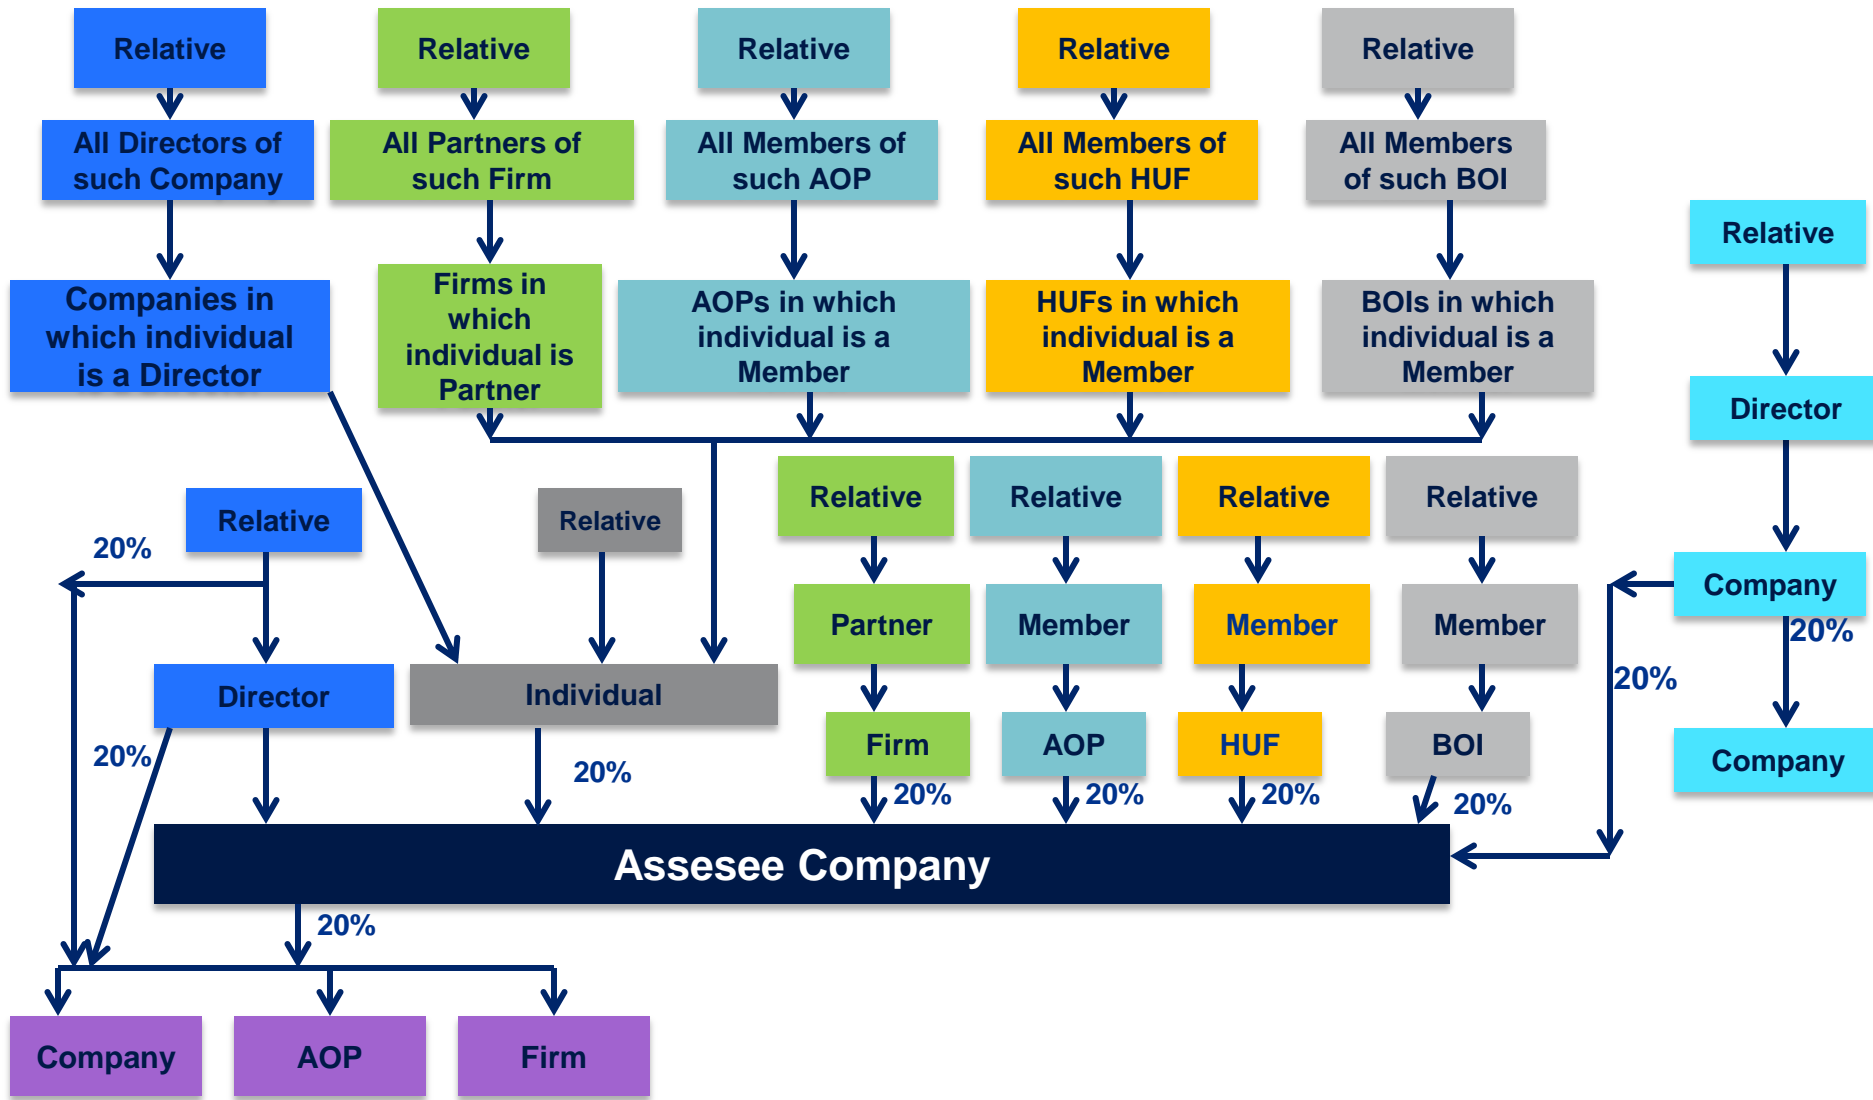 Relative
Relative
Relative
Relative
Relative
All Directors of
such Company
All Partners of
such Firm
All Members of
such AOP
All Members of
such HUF
All Members
of such BOI
Relative
Companies in
which individual
is a Director
Firms in
which
individual is
Partner
AOPs in which
individual is a
Member
HUFs in which
individual is a
Member
BOIs in which
individual is a
Member
Director
Relative
Relative
Relative
Relative
Relative
Relative
20%
Company
20%
20%
Partner
Member
Member
Member
Director
Individual
Firm
AOP
HUF
BOI
Company
20%
20%
20%
20%
20%
20%
Assesee Company
20%
Company
AOP
Firm